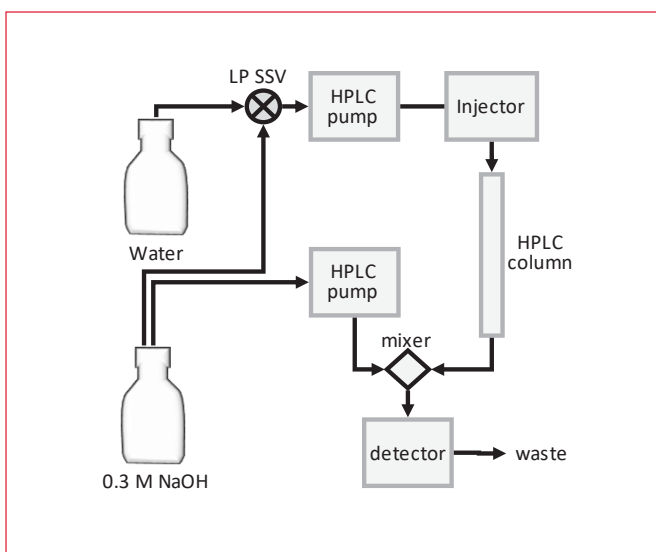 LP SSV
HPLC
pump
Injector
Water
HPLC
column
HPLC
pump
mixer
detector
waste
0.3 M NaOH